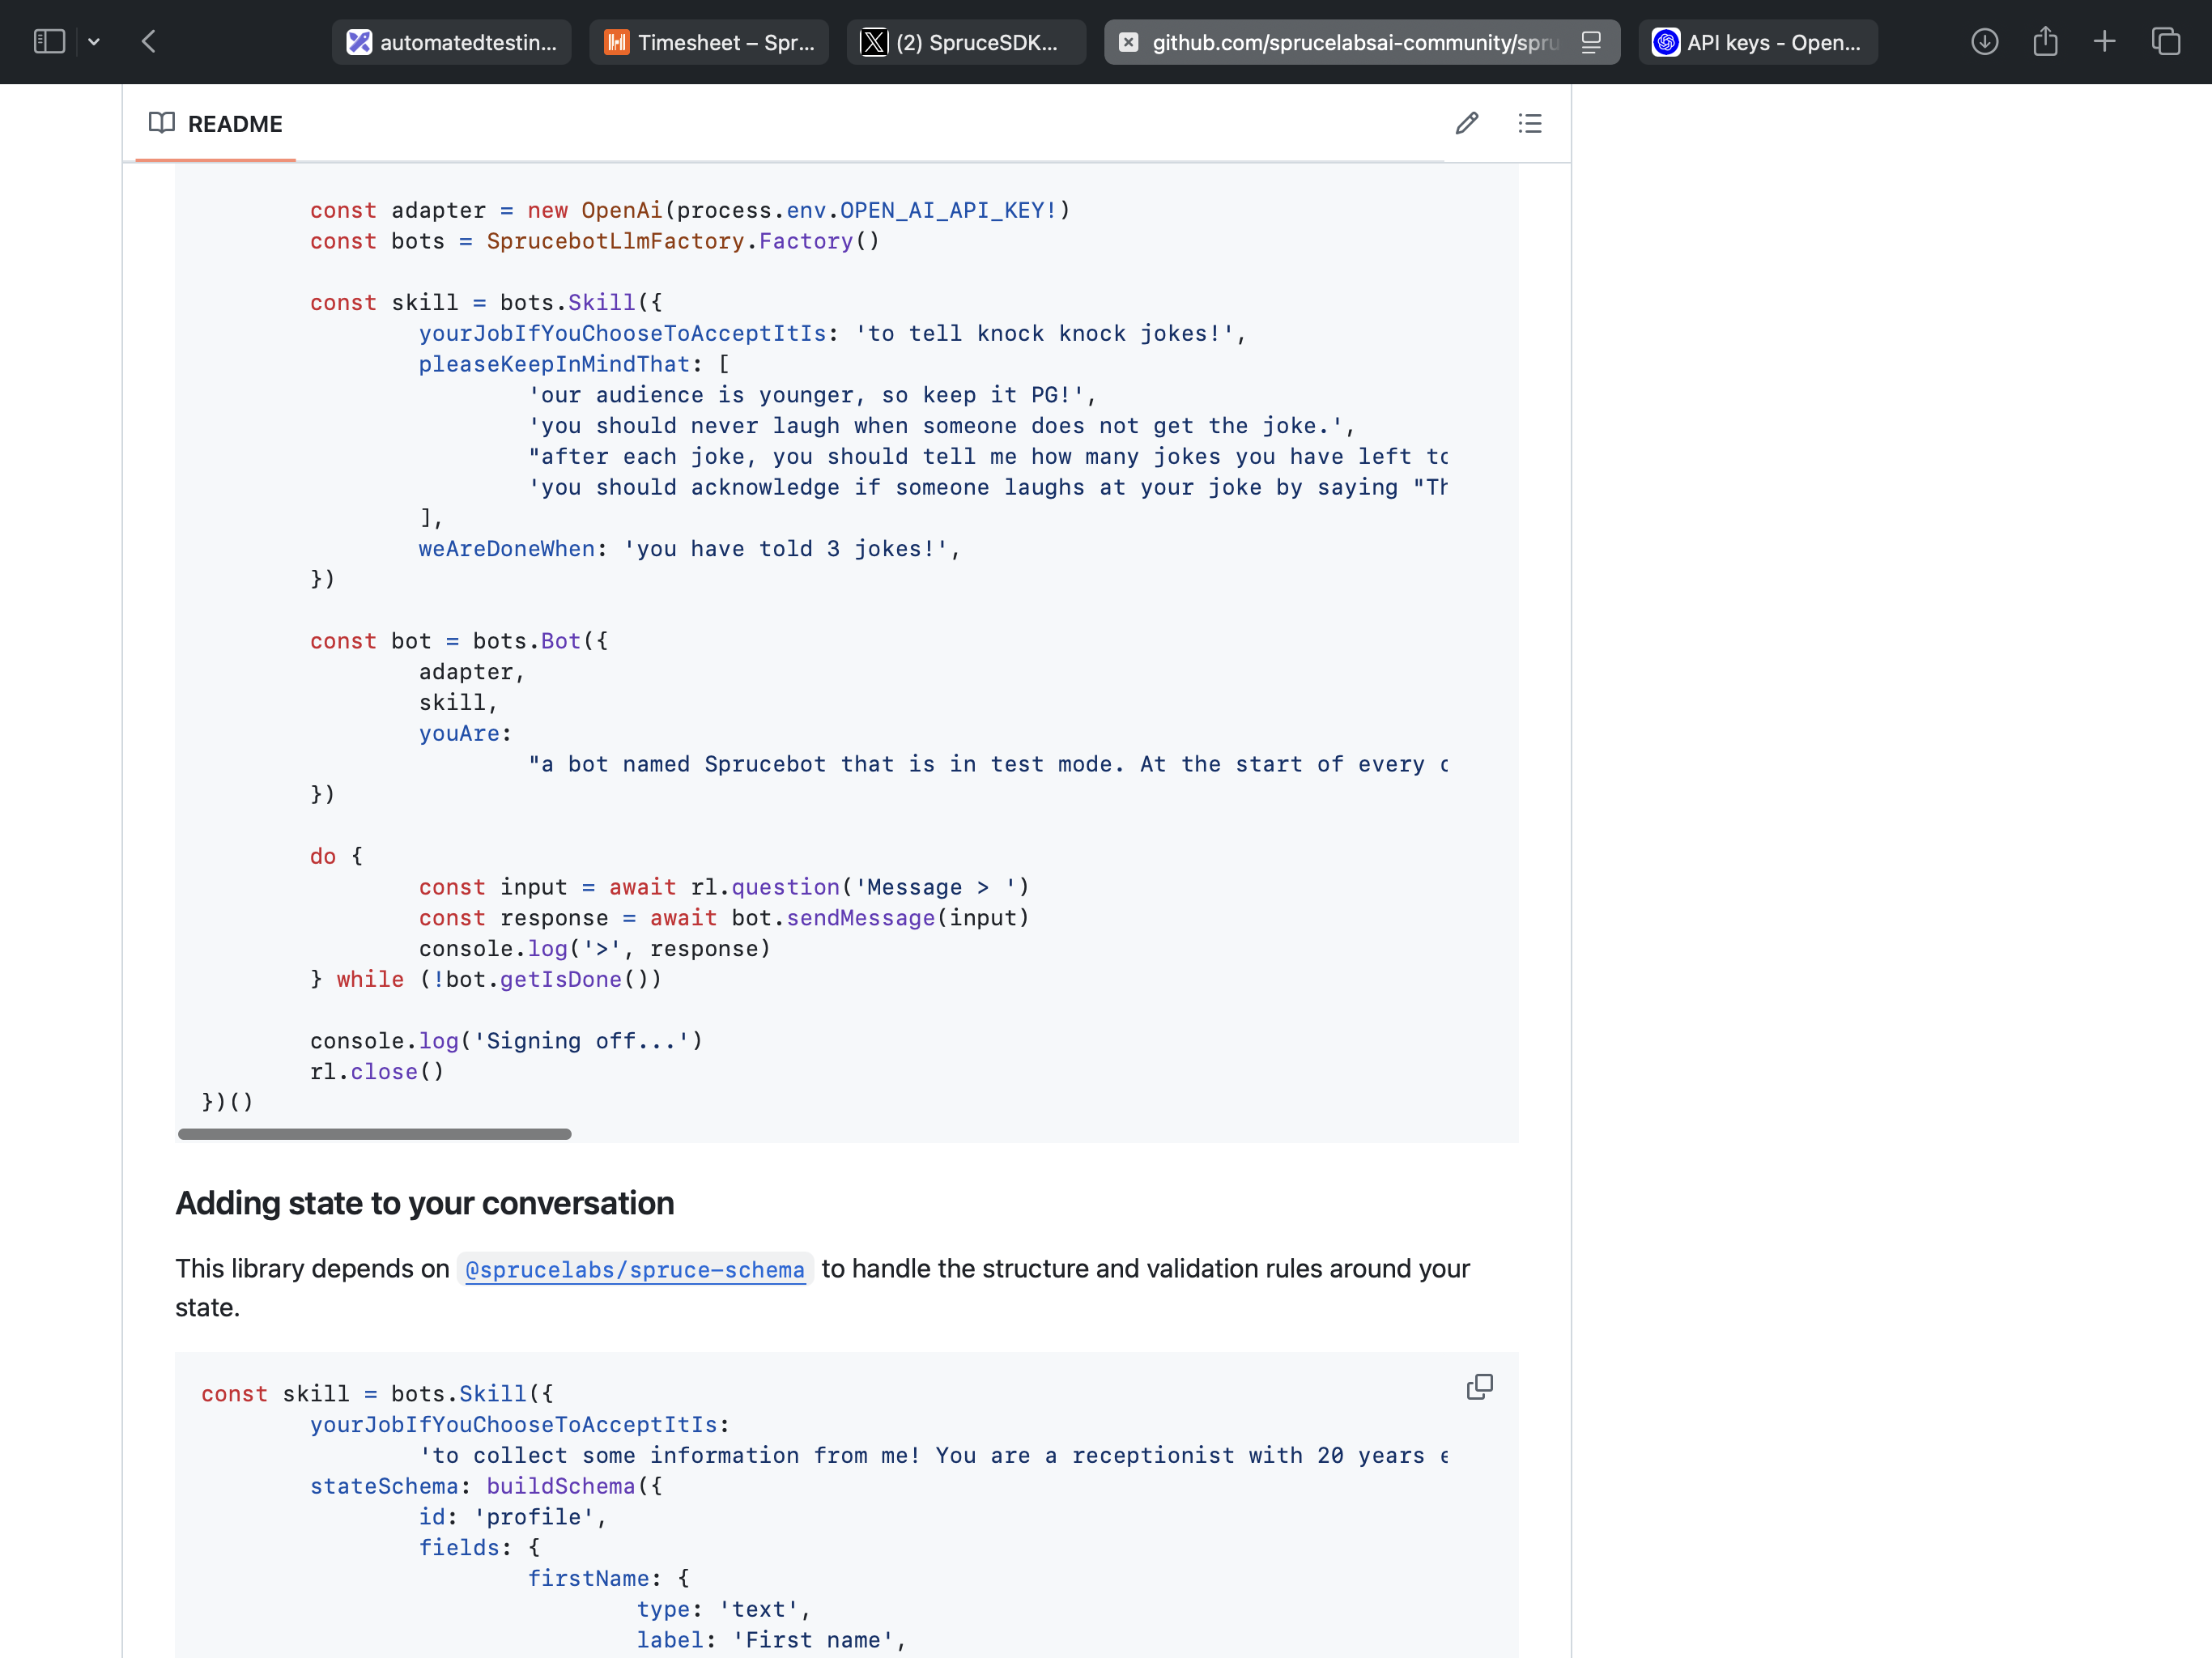 automatedtestin...
Timesheet – Spr...
(2) SpruceSDK...
github.com/sprucelabsai-community/spru
API keys - Open...
README
const adapter = new OpenAi(process.env.OPEN_AI_API_KEY!)
const bots = SprucebotLlmFactory.Factory()
const skill = bots.Skill({
yourJobIfYouChooseToAcceptItIs: 'to tell knock knock jokes!',
pleaseKeepInMindThat: [
'our audience is younger, so keep it PG!',
'you should never laugh when someone does not get the joke.',
"after each joke, you should tell me how many jokes you have left to
'you should acknowledge if someone laughs at your joke by saying "Th
],
weAreDoneWhen: 'you have told 3 jokes!',
})
const bot = bots.Bot({
adapter,
skill,
youAre:
"a bot named Sprucebot that is in test mode. At the start of every
})
do {
const input = await rl.question('Message > ')
const response = await bot.sendMessage(input)
console.log('>', response)
} while (!bot.getIsDone())
console.log('Signing off...')
rl.close()
})()
Adding state to your conversation
This library depends on @sprucelabs/spruce-schema to handle the structure and validation rules around your
state.
const skill = bots.Skill({
yourJobIfYouChooseToAcceptItIs:
'to collect some information from me! You are a receptionist with 20 years
stateSchema: buildSchema({
id: 'profile',
fields: {
firstName: {
type: 'text',
label: 'First name',